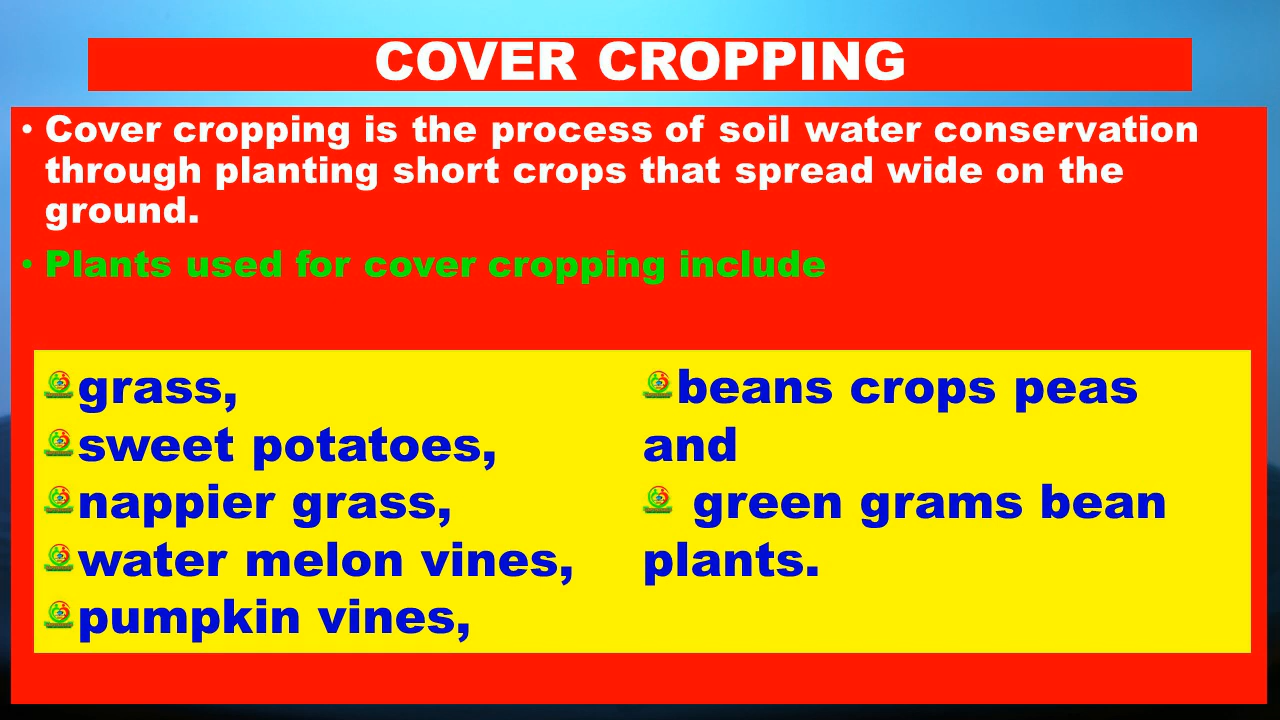 COVER CROPPING
• Cover cropping is the process of soil water conservation
through planting short crops that spread wide on the
ground.
• Plants used for cover cropping include
grass,
sweet potatoes,
nappier grass,
water melon vines,
pumpkin vines,
beans crops peas
and
green grams bean
plants.